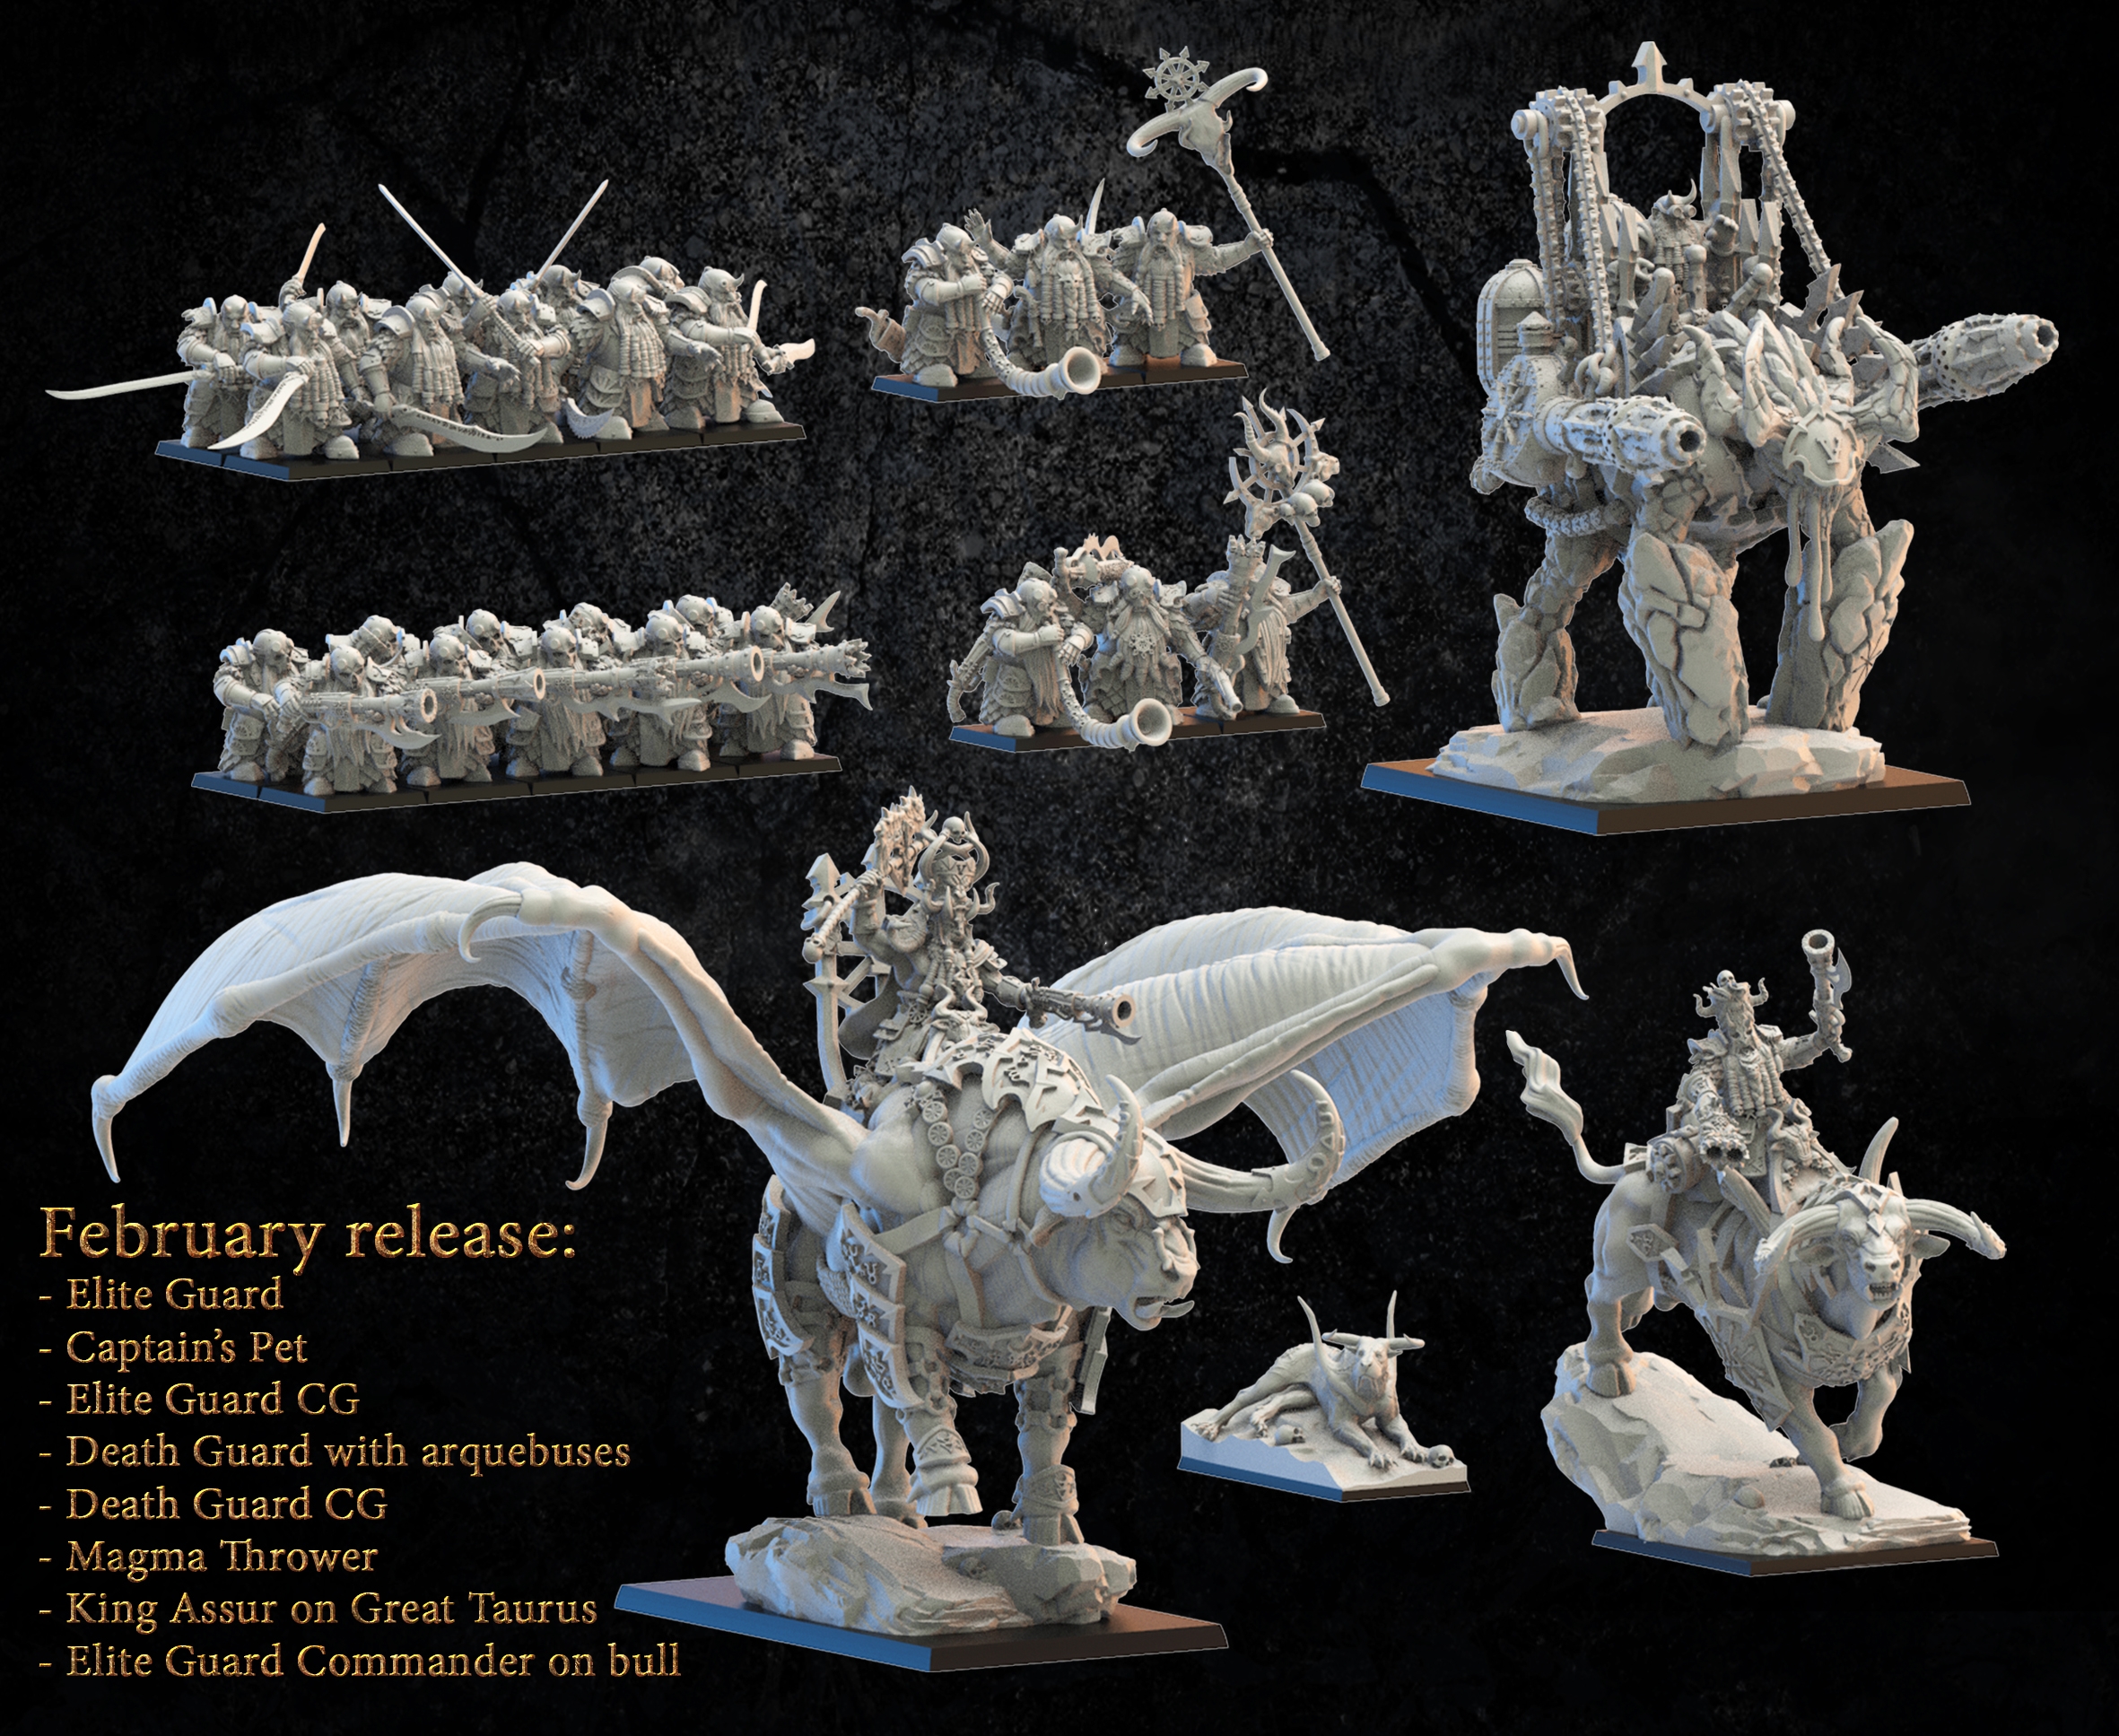 February release:
- Elite Guard
- Captain's Pet
- Elite Guard CG
- Death Guard with arquebuses
- Death Guard CG
- Magma Thrower
- King Assur on Great Taurus
- Elite Guard Commander on bull